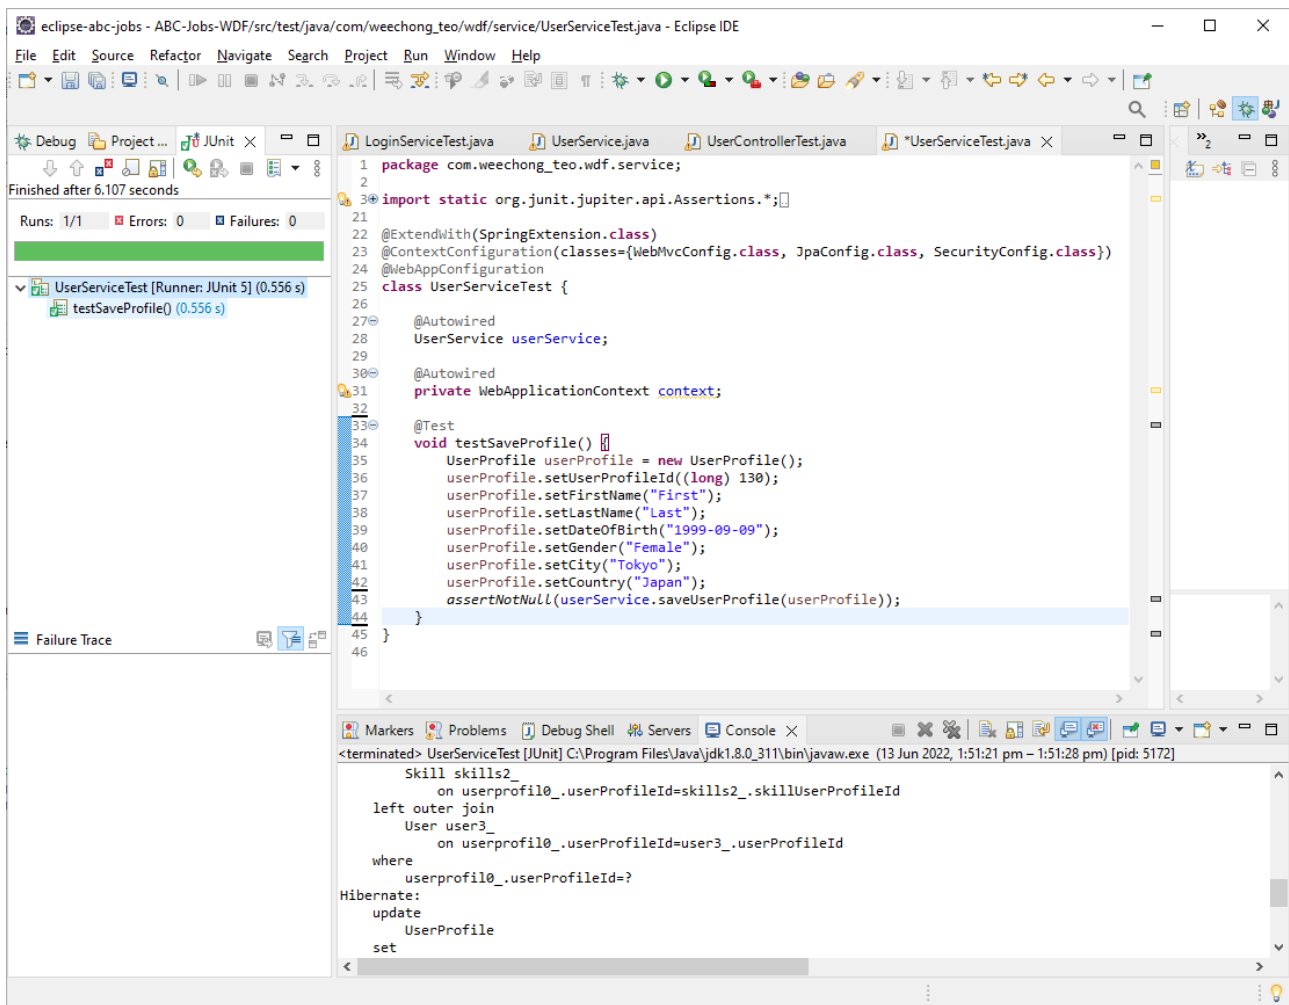 eclipse-abc-jobs - ABC-Jobs-WDF/src/test/java/com/weechong_teo/wdf/service/UserServiceTest.java - Eclipse IDE
File Edit Source Refactor Navigate Search Project Run Window Help
Debug Project ... JUnit
Finished after 6.107 seconds
Runs: 1/1 Errors: 0 Failures: 0
UserServiceTest [Runner: JUnit 5] (0.556 s)
testSaveProfile() (0.556 s)
Failure Trace
LoginServiceTest.java UserService.java UserControllerTest.java *UserServiceTest.java
1 package com.weechong_teo.wdf.service;
2
3 import static org.junit.jupiter.api.Assertions.*;
21
22 @ExtendWith(SpringExtension.class)
23 @ContextConfiguration(classes={WebMvcConfig.class, JpaConfig.class, SecurityConfig.class})
24 @WebAppConfiguration
25 class UserServiceTest {
26
27 @Autowired
28 UserService userService;
29
30 @Autowired
31 private WebApplicationContext context;
32
33 @Test
34 void testSaveProfile() {
35 UserProfile userProfile = new UserProfile();
36 userProfile.setUserProfileId((long) 130);
37 userProfile.setFirstName("First");
38 userProfile.setLastName("Last");
39 userProfile.setDateOfBirth("1999-09-09");
40 userProfile.setGender("Female");
41 userProfile.setCity("Tokyo");
42 userProfile.setCountry("Japan");
43 assertNotNull(userService.saveUserProfile(userProfile));
44 }
45 }
46
»2
Markers Problems Debug Shell Servers Console
<terminated> UserServiceTest [JUnit] C:\Program Files\Java\jdk1.8.0_311\bin\javaw.exe (13 Jun 2022, 1:51:21 pm – 1:51:28 pm) [pid: 5172]
Skill skills2_
on userprofil0_.userProfileId=skills2_.skillUserProfileId
left outer join
User user3_
on userprofil0_.userProfileId=user3_.userProfileId
where
userprofil0_.userProfileId=?
Hibernate:
update
UserProfile
set